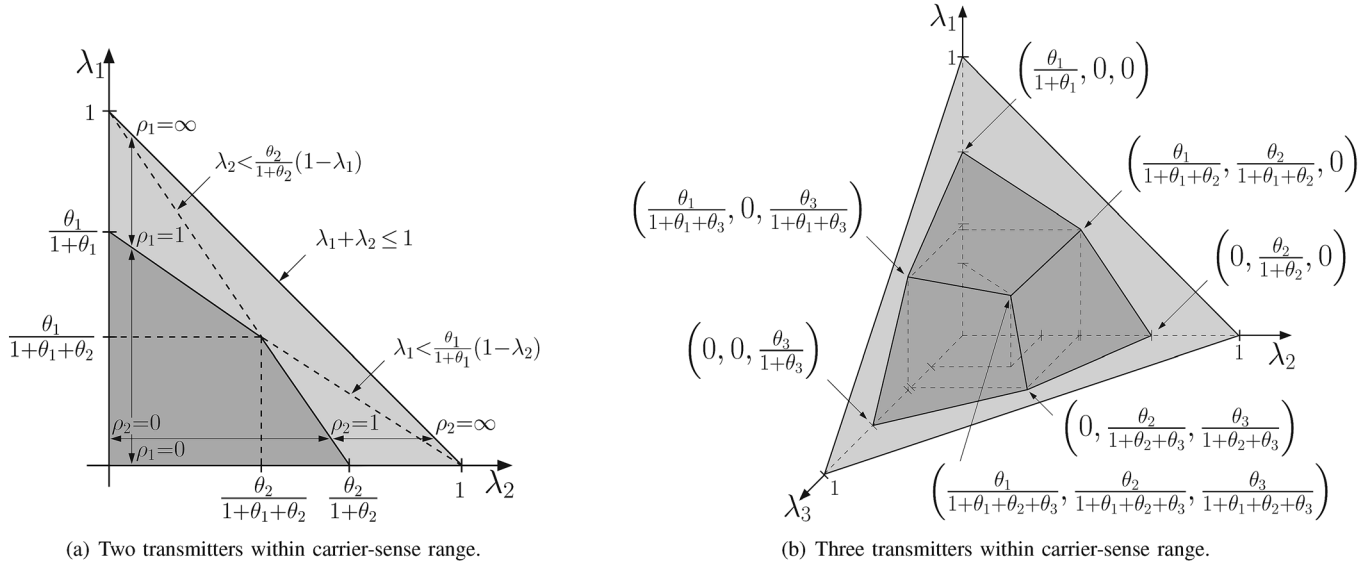 λ₁
1
ρ₁=∞
λ₂<θ₂/(1+θ₂)(1−λ₁)
λ₁+λ₂≤1
θ₁/(1+θ₁)
ρ₁=1
θ₁/(1+θ₁+θ₂)
λ₁<θ₁/(1+θ₁)(1−λ₂)
ρ₂=0
ρ₂=1
ρ₂=∞
ρ₁=0
θ₂/(1+θ₁+θ₂)
θ₂/(1+θ₂)
1
λ₂
(a) Two transmitters within carrier-sense range.
λ₁
1
(θ₁/(1+θ₁), 0, 0)
(θ₁/(1+θ₁+θ₂), θ₂/(1+θ₁+θ₂), 0)
(θ₁/(1+θ₁+θ₃), 0, θ₃/(1+θ₁+θ₃))
(0, θ₂/(1+θ₂), 0)
(0, 0, θ₃/(1+θ₃))
1
λ₂
(0, θ₂/(1+θ₂+θ₃), θ₃/(1+θ₂+θ₃))
1
λ₃
(θ₁/(1+θ₁+θ₂+θ₃), θ₂/(1+θ₁+θ₂+θ₃), θ₃/(1+θ₁+θ₂+θ₃))
(b) Three transmitters within carrier-sense range.